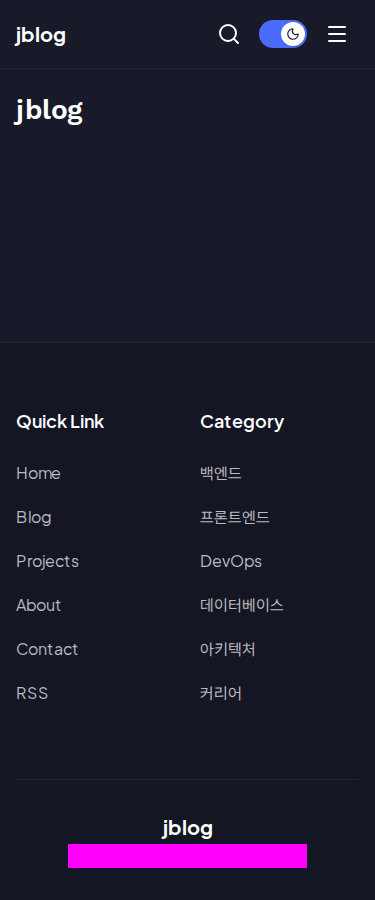 jblog
jblog
Quick Link
Home
Blog
Projects
About
Contact
RSS
Category
백엔드
프론트엔드
DevOps
데이터베이스
아키텍처
커리어
jblog